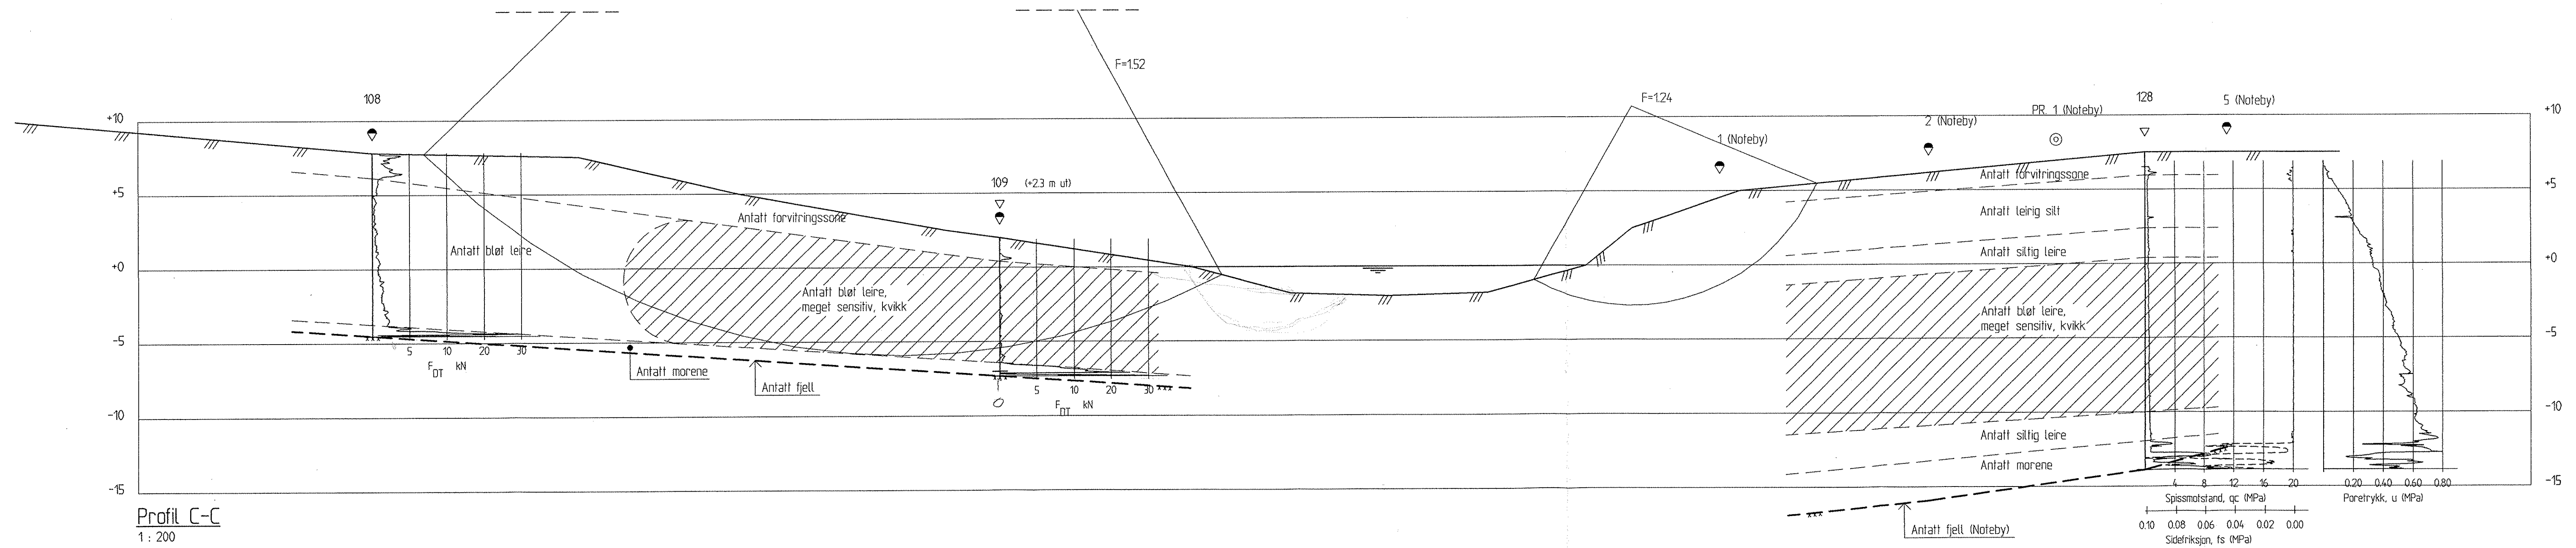 F=1.52
F=1.24
108
1 (Noteby)
2 (Noteby)
PR. 1 (Noteby)
128
5 (Noteby)
+10
+10
109 (+2.3 m ut)
+5
+5
Antatt forvitringssone
Antatt forvitringssone
Antatt leirig silt
Antatt bløt leire
Antatt siltig leire
+0
+0
Antatt bløt leire,
meget sensitiv, kvikk
Antatt bløt leire,
meget sensitiv, kvikk
-5
-5
5 10 20 30
F DT kN
Antatt morene
Antatt fjell
5 10 20 30
F DT kN
-10
-10
Antatt siltig leire
Antatt morene
-15
-15
4 8 12 16 20
Spissmotstand, qc (MPa)
0.10 0.08 0.06 0.04 0.02 0.00
Sidefriksjon, fs (MPa)
0.20 0.40 0.60 0.80
Poretrykk, u (MPa)
Antatt fjell (Noteby)
Profil C-C
1 : 200